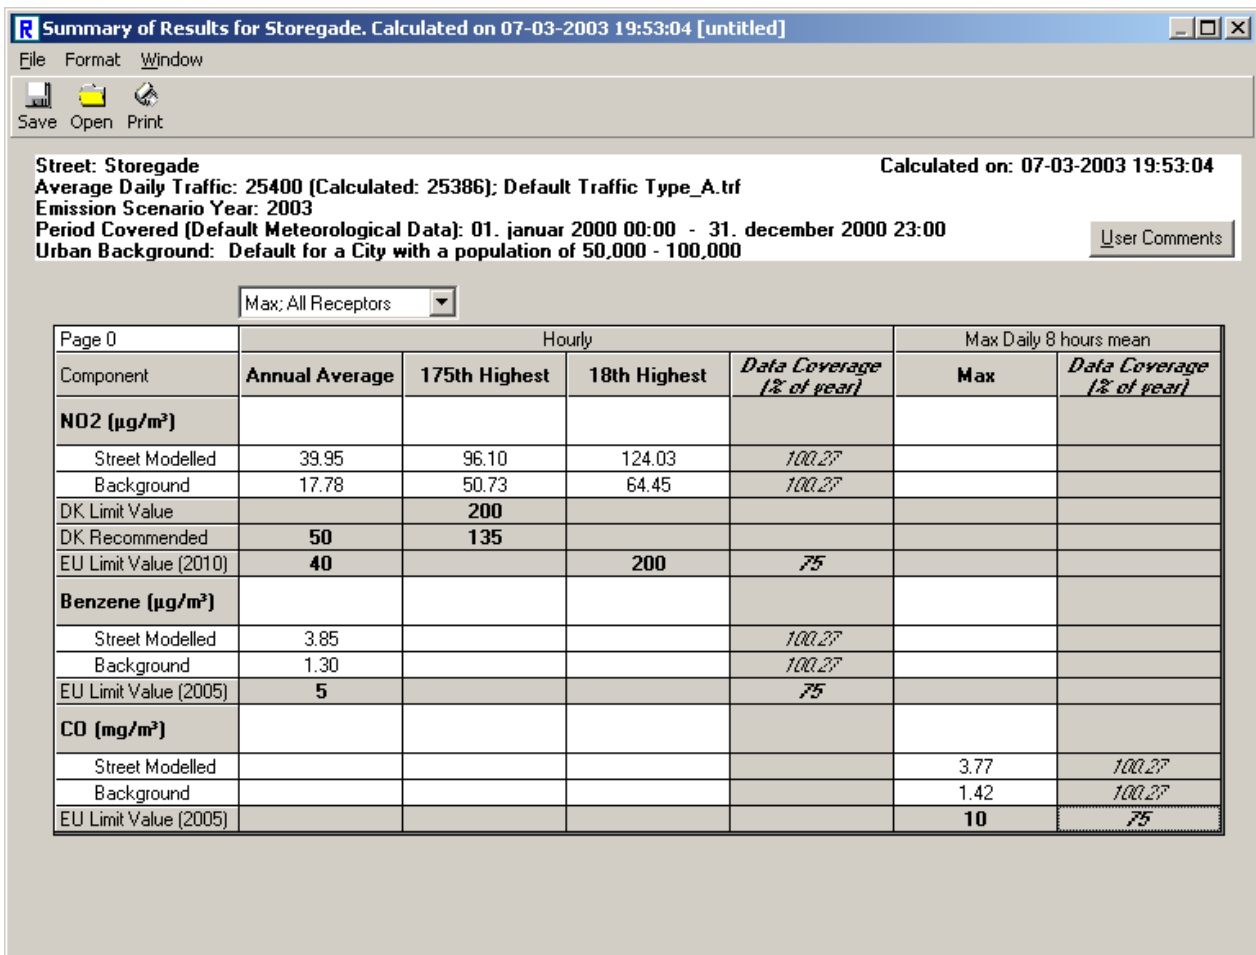 R Summary of Results for Storegade. Calculated on 07-03-2003 19:53:04 [untitled]
File Format Window
Save Open Print
Street: Storegade Calculated on: 07-03-2003 19:53:04
Average Daily Traffic: 25400 (Calculated: 25386); Default Traffic Type_A.trf
Emission Scenario Year: 2003
Period Covered (Default Meteorological Data): 01. januar 2000 00:00 - 31. december 2000 23:00
Urban Background: Default for a City with a population of 50,000 - 100,000
User Comments
Max; All Receptors
Page 0 Hourly Max Daily 8 hours mean
Component Annual Average 175th Highest 18th Highest Data Coverage (% of year) Max Data Coverage (% of year)
NO2 (µg/m³)
Street Modelled 39.95 96.10 124.03 100.27
Background 17.78 50.73 64.45 100.27
DK Limit Value 200
DK Recommended 50 135
EU Limit Value (2010) 40 200 75
Benzene (µg/m³)
Street Modelled 3.85 100.27
Background 1.30 100.27
EU Limit Value (2005) 5 75
CO (mg/m³)
Street Modelled 3.77 100.27
Background 1.42 100.27
EU Limit Value (2005) 10 75